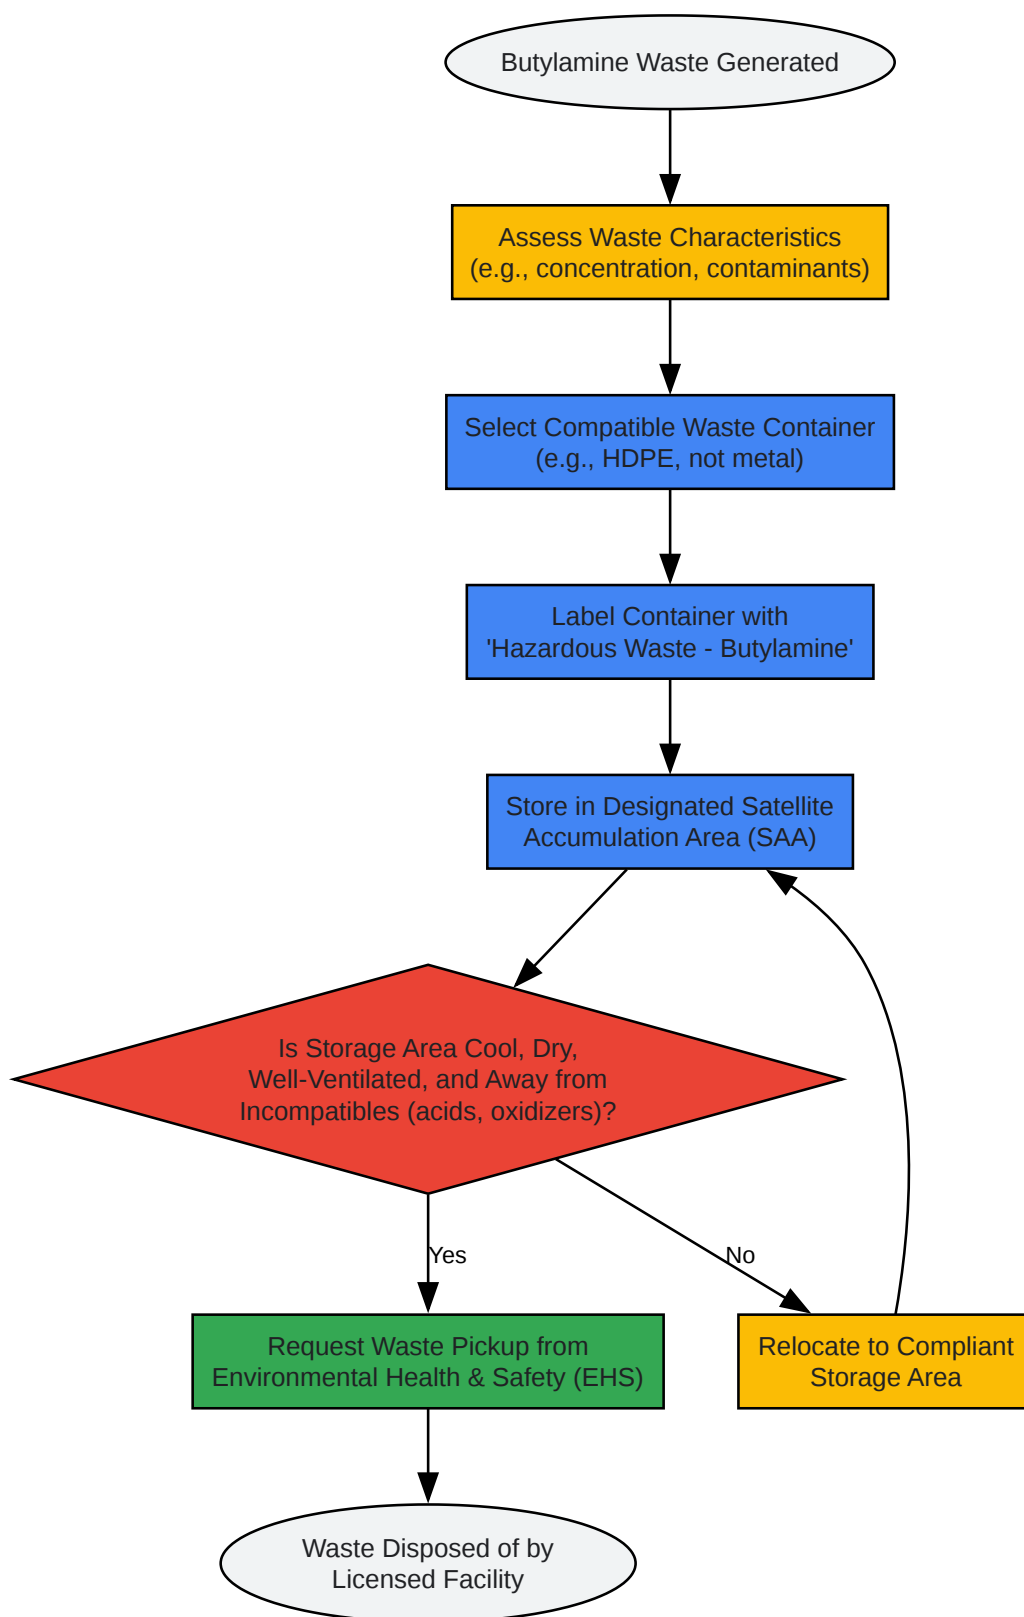 Butylamine Waste Generated
Assess Waste Characteristics
(e.g., concentration, contaminants)
Select Compatible Waste Container
(e.g., HDPE, not metal)
Label Container with
'Hazardous Waste - Butylamine'
Store in Designated Satellite
Accumulation Area (SAA)
Is Storage Area Cool, Dry,
Well-Ventilated, and Away from
Incompatibles (acids, oxidizers)?
Yes
No
Request Waste Pickup from
Environmental Health & Safety (EHS)
Relocate to Compliant
Storage Area
Waste Disposed of by
Licensed Facility